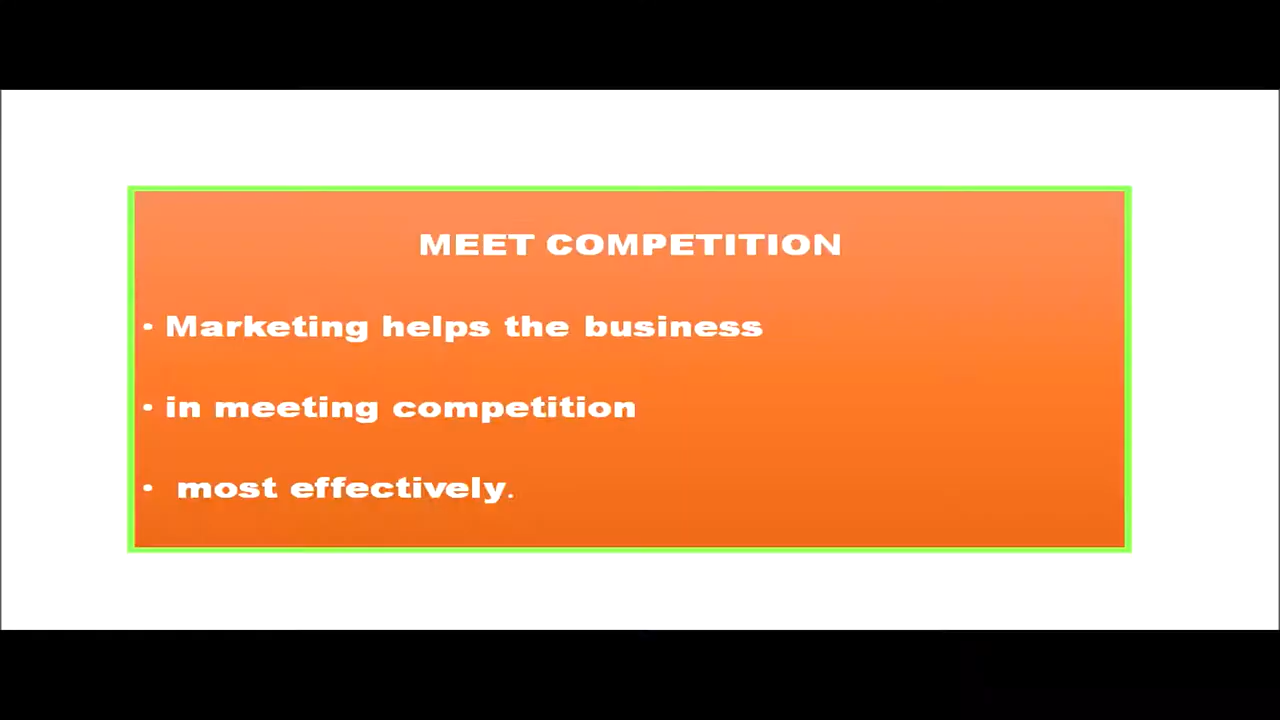 MEET COMPETITION
• Marketing helps the business
• in meeting competition
• most effectively.